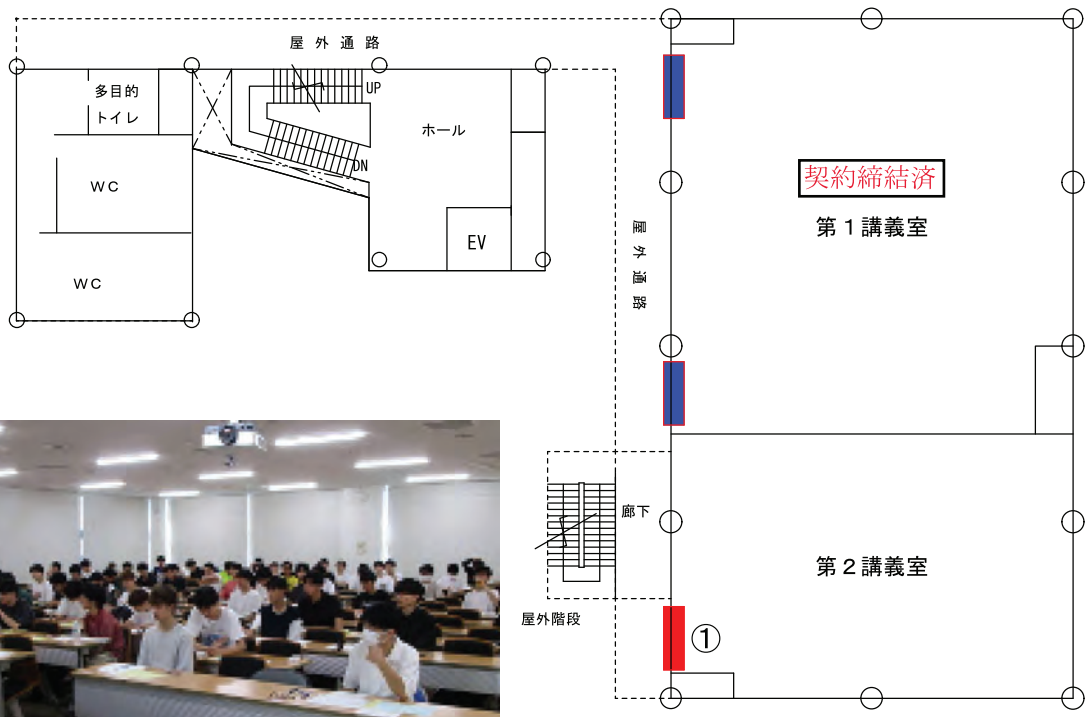 屋外通路
UP
多目的
トイレ
ホール
DN
WC
EV
WC
屋外通路
契約締結済
第1講義室
廊下
第2講義室
屋外階段
①